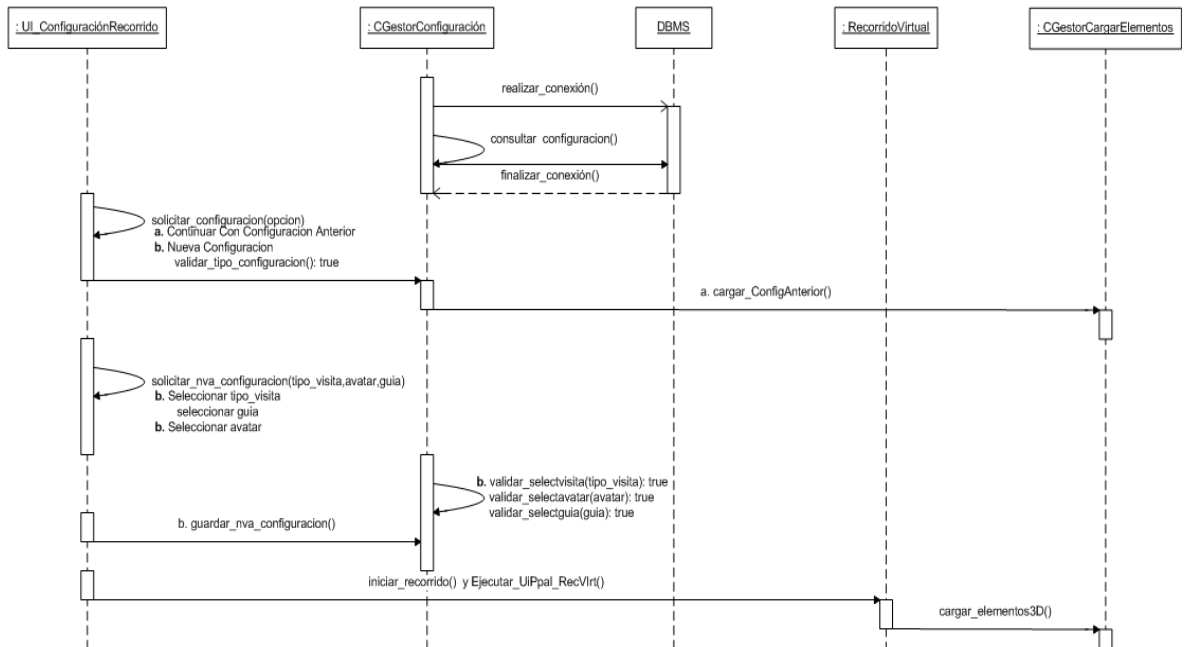 : UI_ConfiguraciónRecorrido
: CGestorConfiguración
DBMS
: RecorridoVirtual
: CGestorCargarElementos
realizar_conexión()
consultar configuracion()
finalizar_conexión()
solicitar_configuracion(opcion)
a. Continuar Con Configuracion Anterior
b. Nueva Configuracion
validar_tipo_configuracion(): true
a. cargar_ConfigAnterior()
solicitar_nva_configuracion(tipo_visita,avatar,guia)
b. Seleccionar tipo_visita
seleccionar guia
b. Seleccionar avatar
b. validar_selectvisita(tipo_visita): true
validar_selectavatar(avatar): true
validar_selectguia(guia): true
b. guardar_nva_configuracion()
iniciar_recorrido() y Ejecutar_UiPpal_RecVIrt()
cargar_elementos3D()